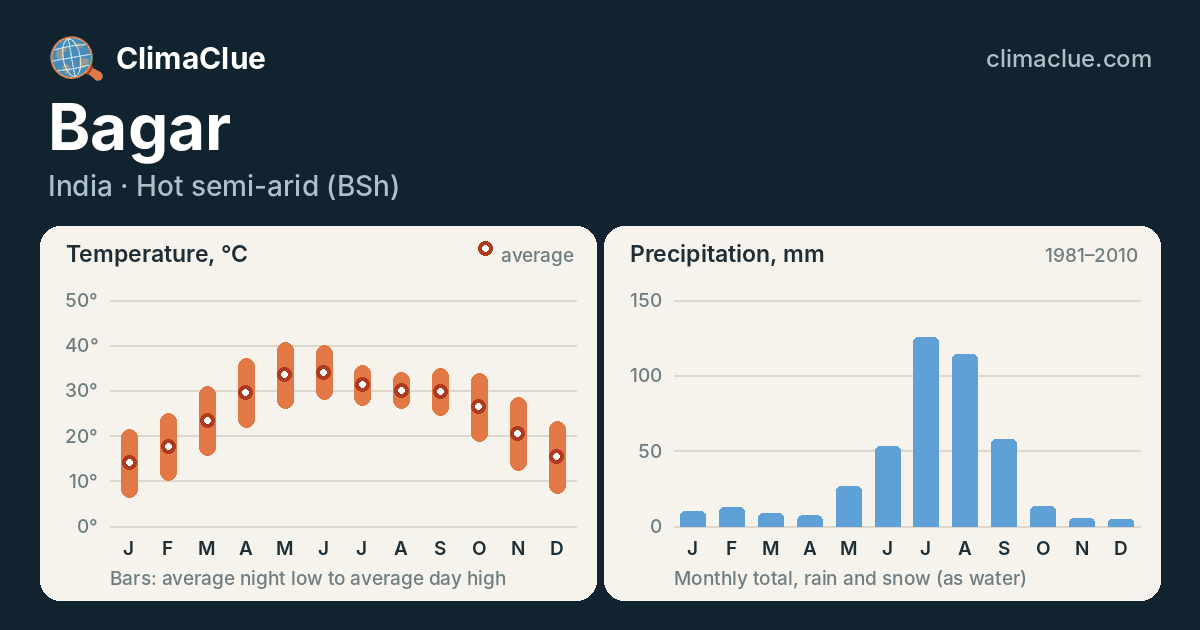 ClimaClue
climaclue.com
Bagar
India · Hot semi-arid (BSh)
Temperature, °C
average
50°
40°
30°
20°
10°
0°
J F M A M J J A S O N D
Bars: average night low to average day high
Precipitation, mm
1981–2010
150
100
50
0
J F M A M J J A S O N D
Monthly total, rain and snow (as water)